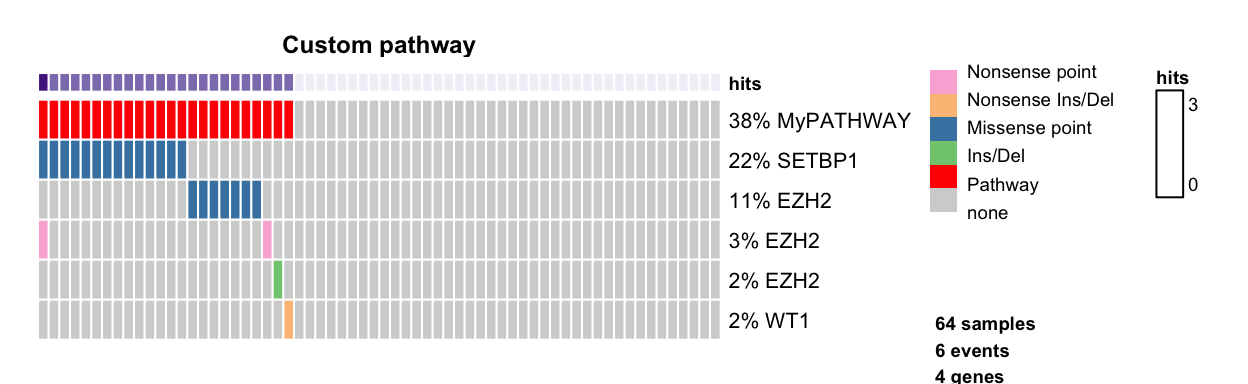 Custom pathway
hits
38% MyPATHWAY
22% SETBP1
11% EZH2
3% EZH2
2% EZH2
2% WT1
Nonsense point
Nonsense Ins/Del
Missense point
Ins/Del
Pathway
none
hits
3
0
64 samples
6 events
4 genes